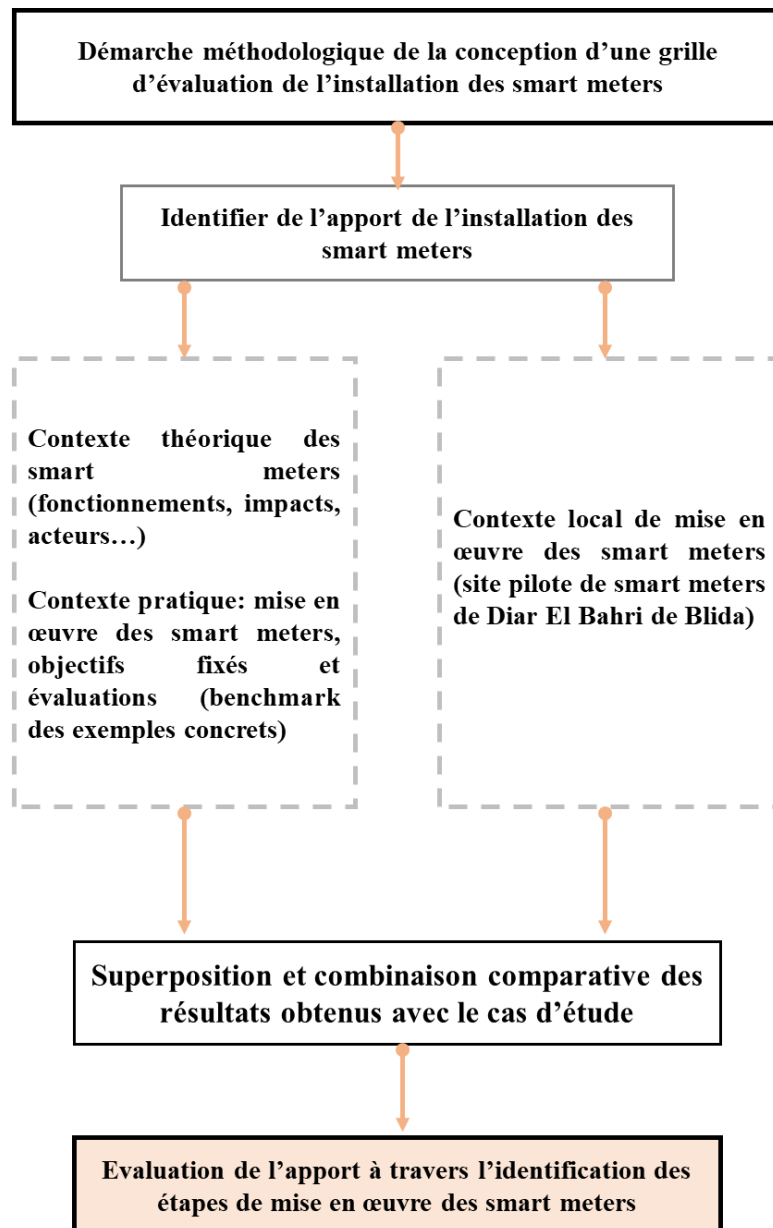 Démarche méthodologique de la conception d’une grille
d’évaluation de l’installation des smart meters
Identifier de l’apport de l’installation des
smart meters
Contexte théorique des
smart meters
(fonctionnements, impacts,
acteurs…)
Contexte pratique: mise en
œuvre des smart meters,
objectifs fixés et
évaluations (benchmark
des exemples concrets)
Contexte local de mise en
œuvre des smart meters
(site pilote de smart meters
de Diar El Bahri de Blida)
Superposition et combinaison comparative des
résultats obtenus avec le cas d’étude
Evaluation de l’apport à travers l’identification des
étapes de mise en œuvre des smart meters